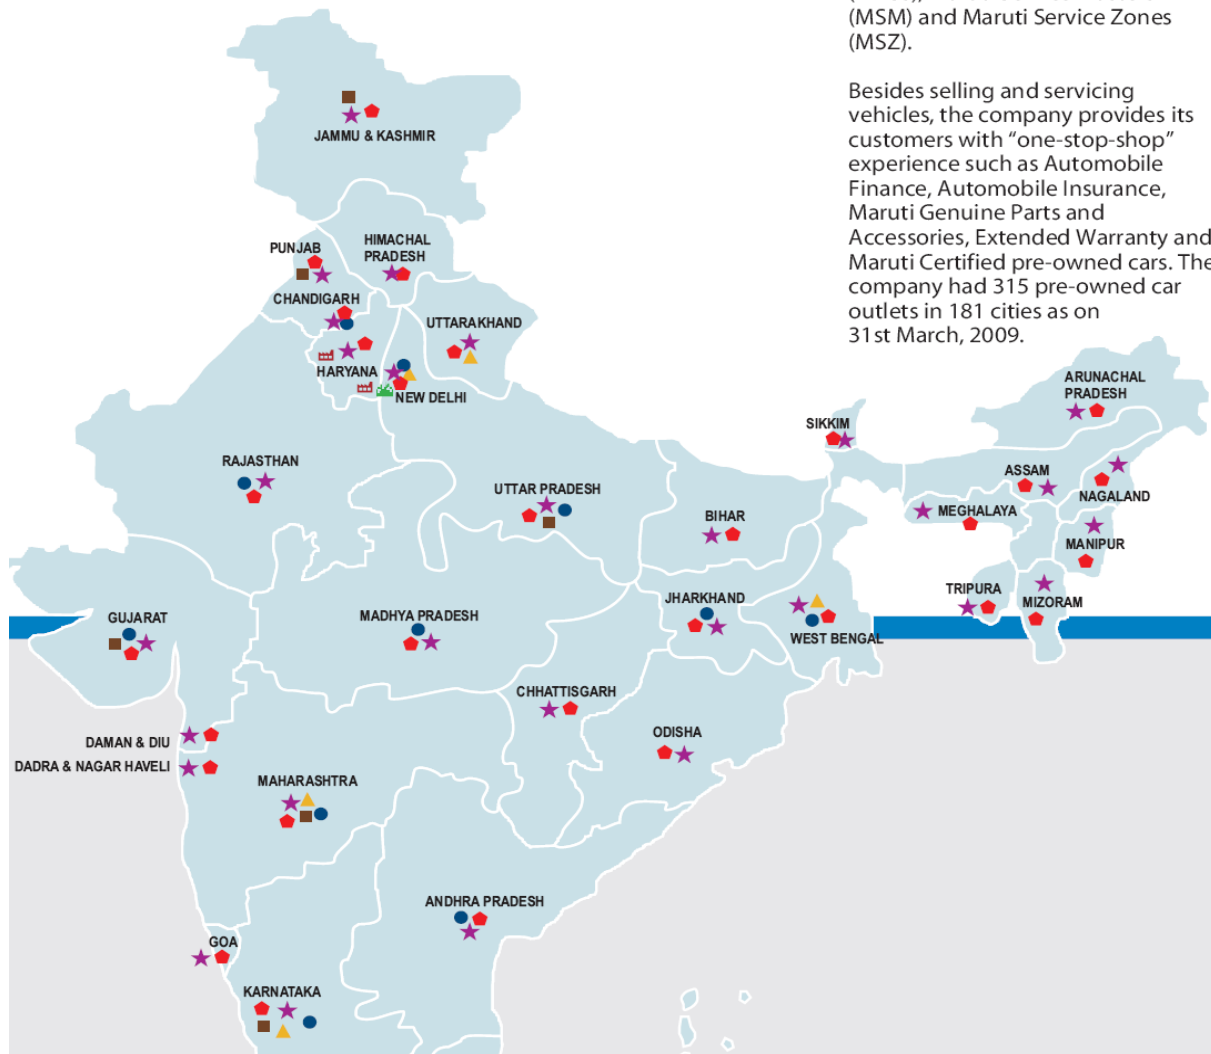 (MSM) and Maruti Service Zones
(MSZ).
Besides selling and servicing
vehicles, the company provides its
customers with “one-stop-shop”
experience such as Automobile
Finance, Automobile Insurance,
Maruti Genuine Parts and
Accessories, Extended Warranty and
Maruti Certified pre-owned cars. The
company had 315 pre-owned car
outlets in 181 cities as on
31st March, 2009.
JAMMU & KASHMIR
PUNJAB
HIMACHAL
PRADESH
CHANDIGARH
UTTARAKHAND
HARYANA
NEW DELHI
ARUNACHAL
PRADESH
SIKKIM
RAJASTHAN
UTTAR PRADESH
BIHAR
ASSAM
NAGALAND
MEGHALAYA
MANIPUR
TRIPURA
MIZORAM
GUJARAT
MADHYA PRADESH
JHARKHAND
WEST BENGAL
CHHATTISGARH
ODISHA
DAMAN & DIU
DADRA & NAGAR HAVELI
MAHARASHTRA
ANDHRA PRADESH
GOA
KARNATAKA